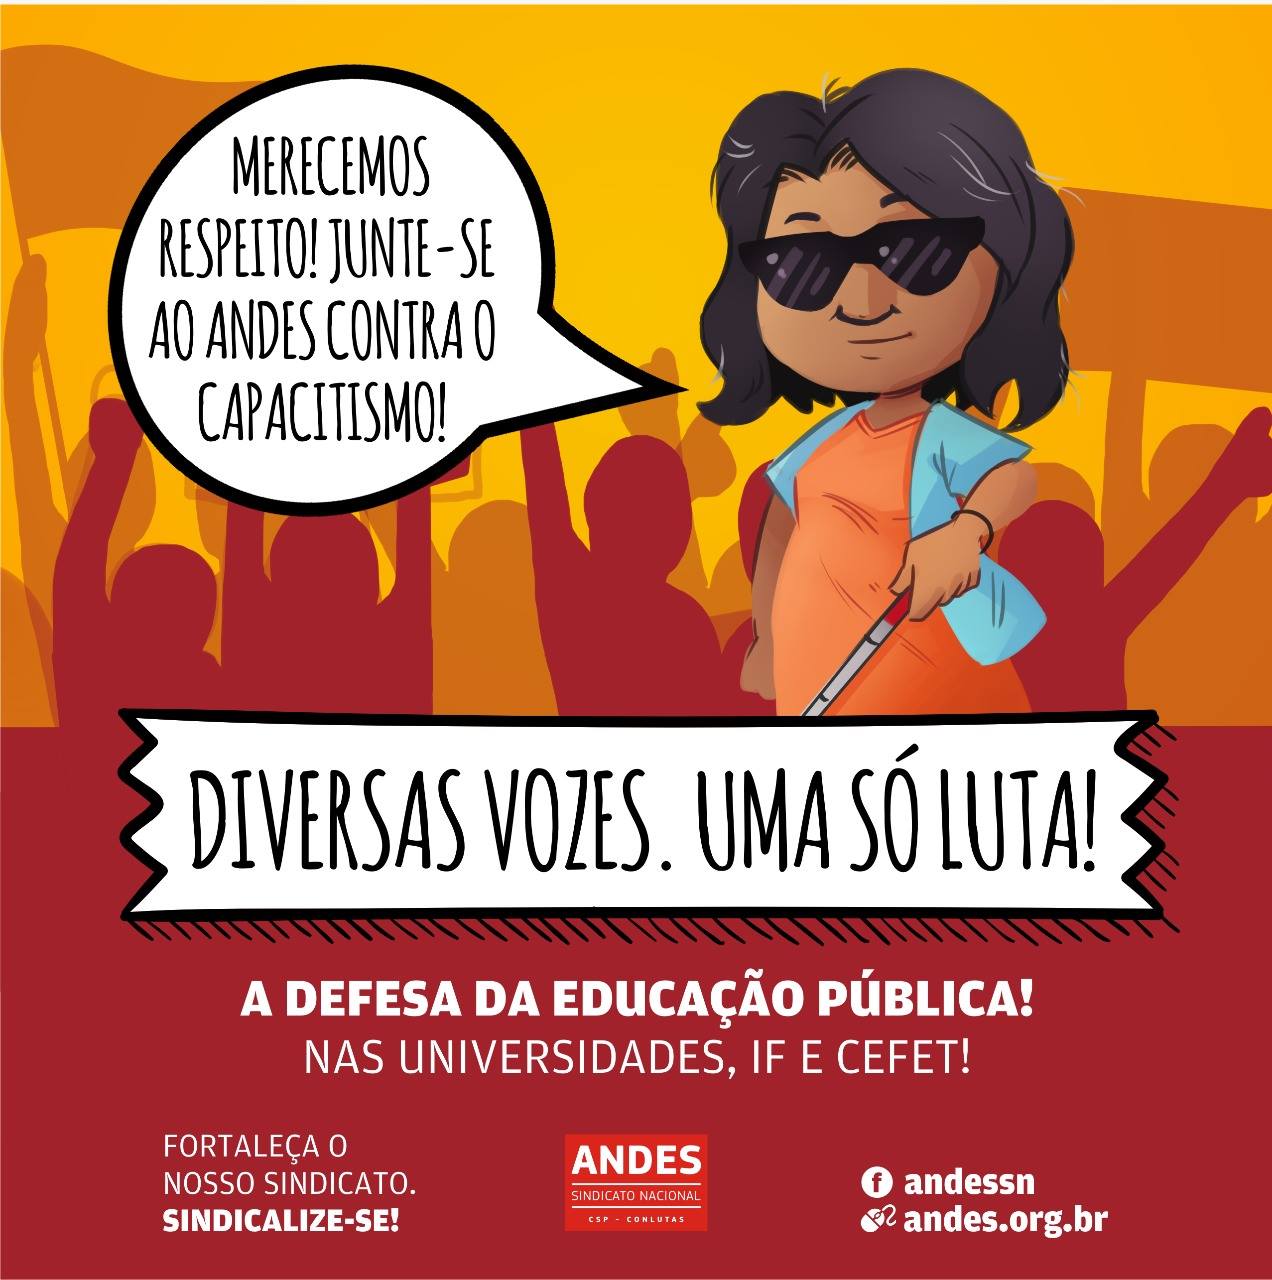 MERECEMOS
RESPEITO! JUNTE-SE
AO ANDES CONTRA O
CAPACITISMO!
DIVERSAS VOZES. UMA SÓ LUTA!
A DEFESA DA EDUCAÇÃO PÚBLICA!
NAS UNIVERSIDADES, IF E CEFET!
FORTALEÇA O
NOSSO SINDICATO.
SINDICALIZE-SE!
ANDES
SINDICATO NACIONAL
CSP - CONLUTAS
f andessn
andes.org.br